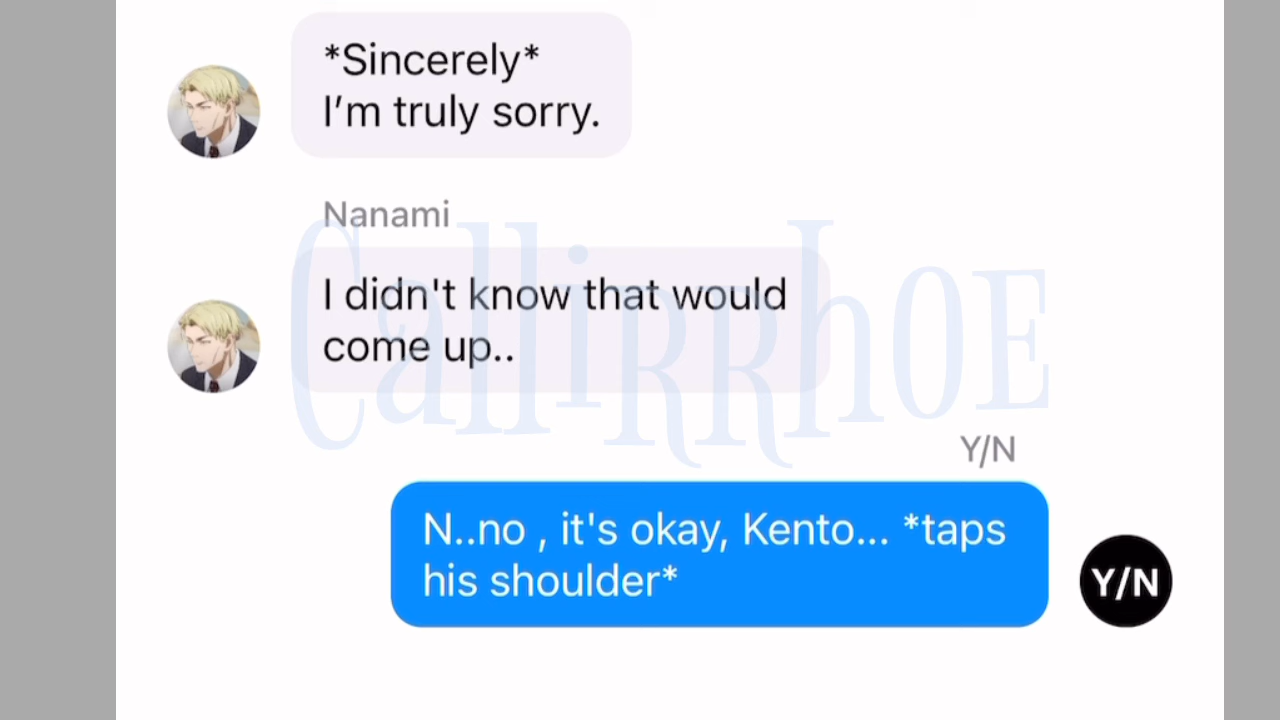 *Sincerely*
I’m truly sorry.
Nanami
I didn't know that would
come up..
CallirrhoE
Y/N
N..no , it's okay, Kento... *taps
his shoulder*
Y/N